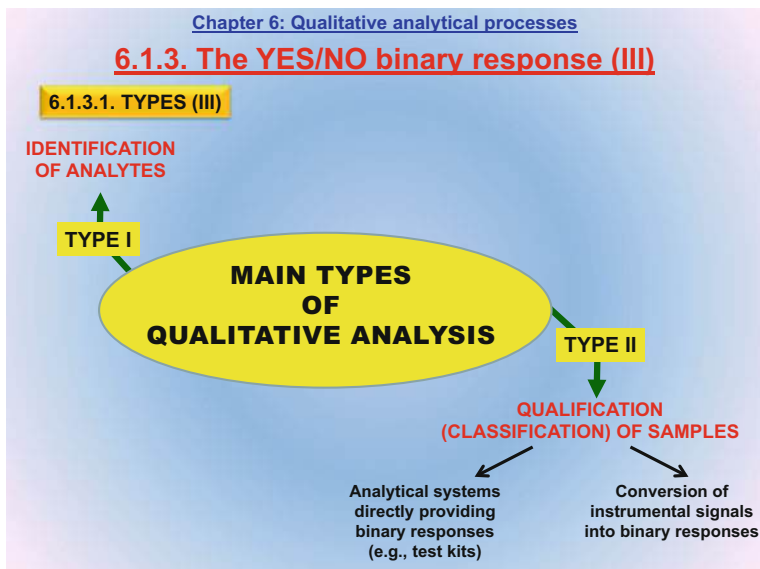 Chapter 6: Qualitative analytical processes
6.1.3. The YES/NO binary response (III)
6.1.3.1. TYPES (III)
IDENTIFICATION
OF ANALYTES
TYPE I
MAIN TYPES
OF
QUALITATIVE ANALYSIS
TYPE II
QUALIFICATION
(CLASSIFICATION) OF SAMPLES
Analytical systems
directly providing
binary responses
(e.g., test kits)
Conversion of
instrumental signals
into binary responses